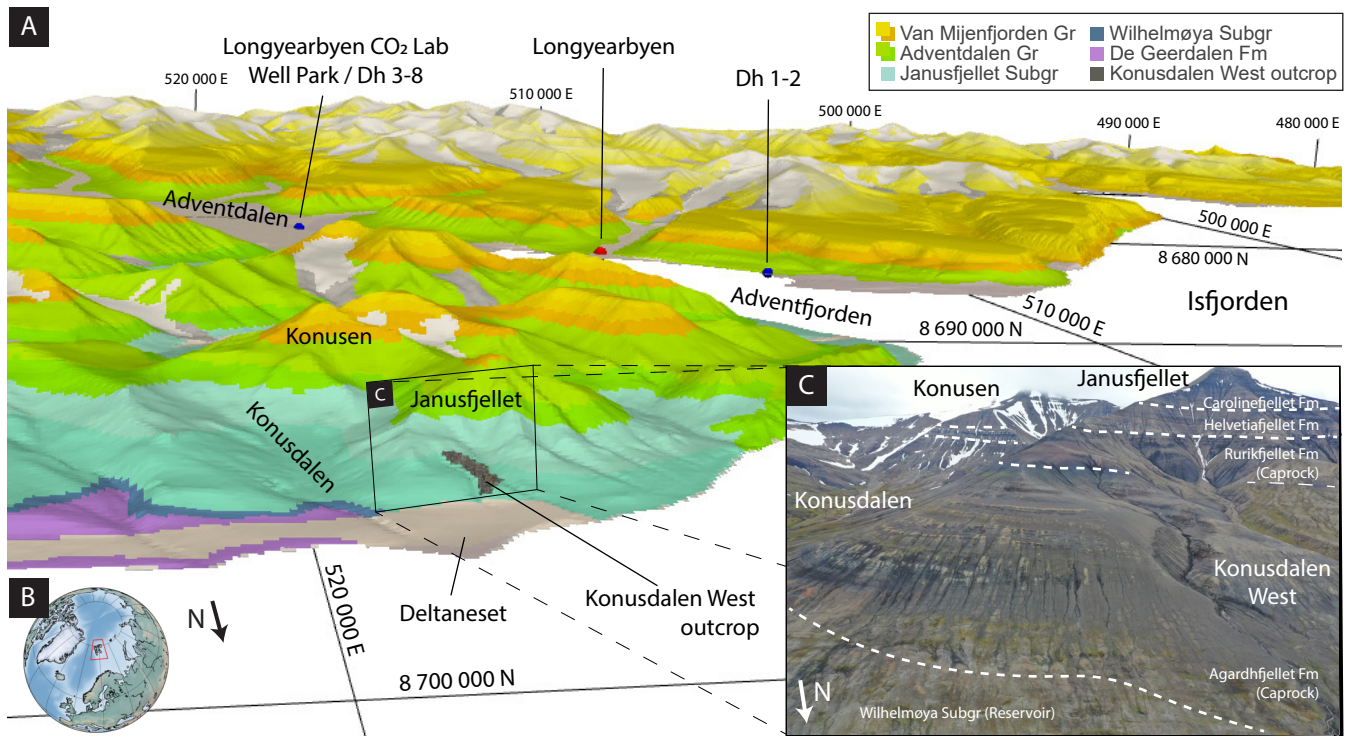 A
Longyearbyen CO₂ Lab
Well Park / Dh 3-8
Longyearbyen
Dh 1-2
Van Mijenfjorden Gr
Adventdalen Gr
Janusfjellet Subgr
Wilhelmøya Subgr
De Geerdalen Fm
Konusdalen West outcrop
520 000 E
510 000 E
500 000 E
490 000 E
480 000 E
Adventdalen
500 000 E
8 680 000 N
Isfjorden
Adventfjorden
510 000 E
8 690 000 N
Konusen
C
Janusfjellet
Konusdalen
Deltaneset
Konusdalen West
outcrop
520 000 E
8 700 000 N
B
N
C
Konusen
Janusfjellet
Carolinefjellet Fm
Helvetiafjellet Fm
Rurikfjellet Fm
(Caprock)
Konusdalen
Konusdalen
West
Agardhfjellet Fm
(Caprock)
Wilhelmøya Subgr (Reservoir)
N